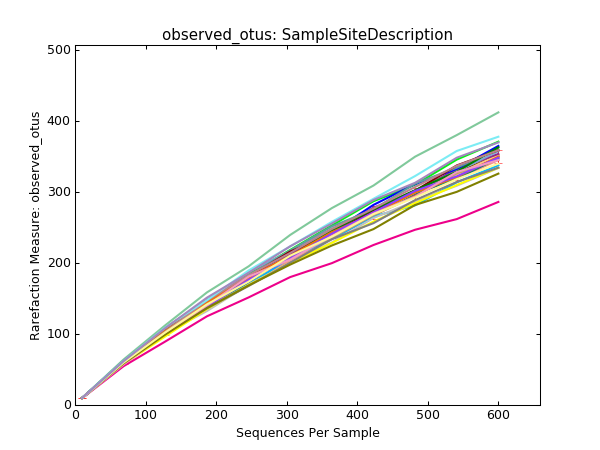 observed_otus: SampleSiteDescription
500
400
300
200
100
0
Rarefaction Measure: observed_otus
0 100 200 300 400 500 600
Sequences Per Sample